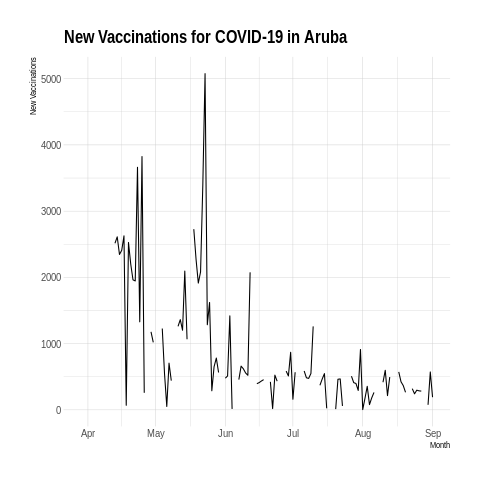 New Vaccinations for COVID-19 in Aruba
New Vaccinations
5000
4000
3000
2000
1000
0
Apr May Jun Jul Aug Sep
Month